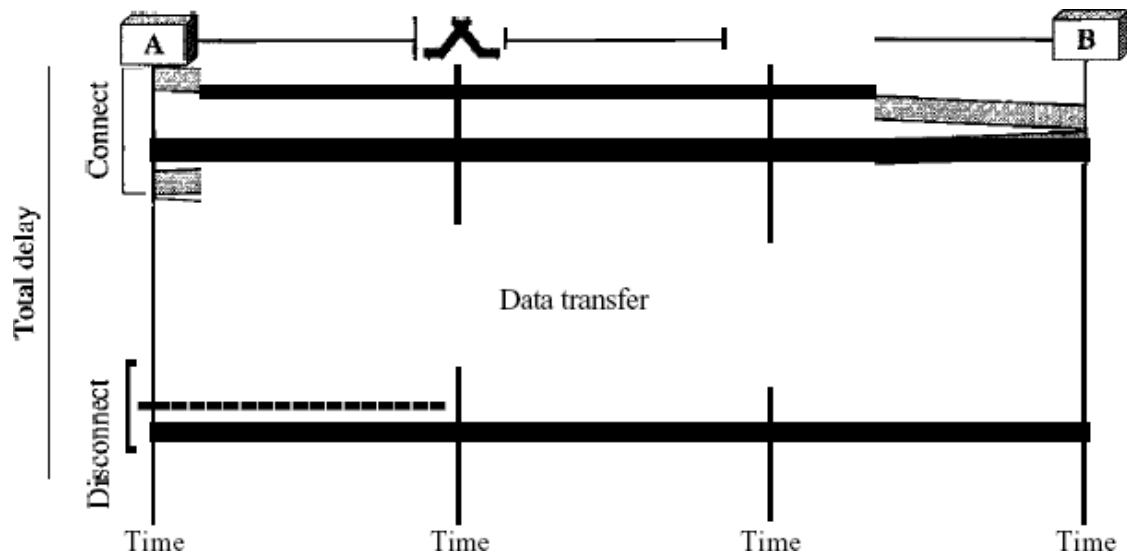 A
B
Connect
Total delay
Data transfer
Disconnect
Time
Time
Time
Time